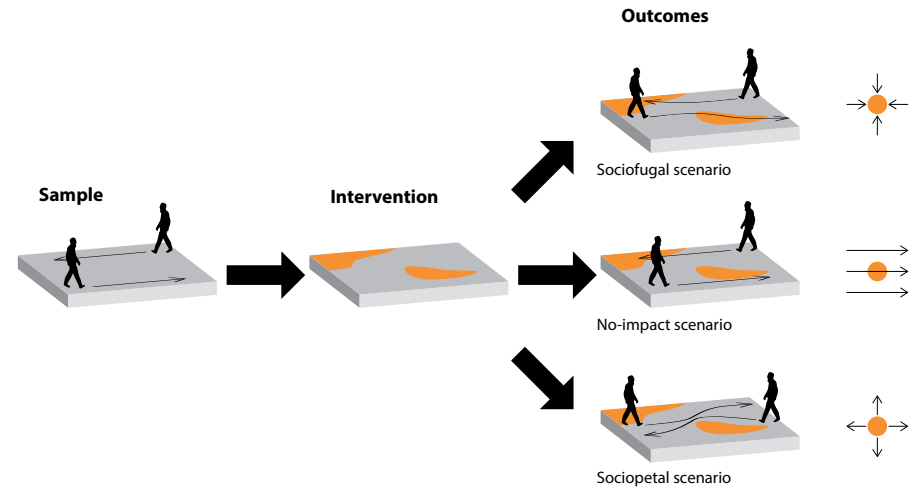 Outcomes
Sociofugal scenario
Sample
Intervention
No-impact scenario
Sociopetal scenario